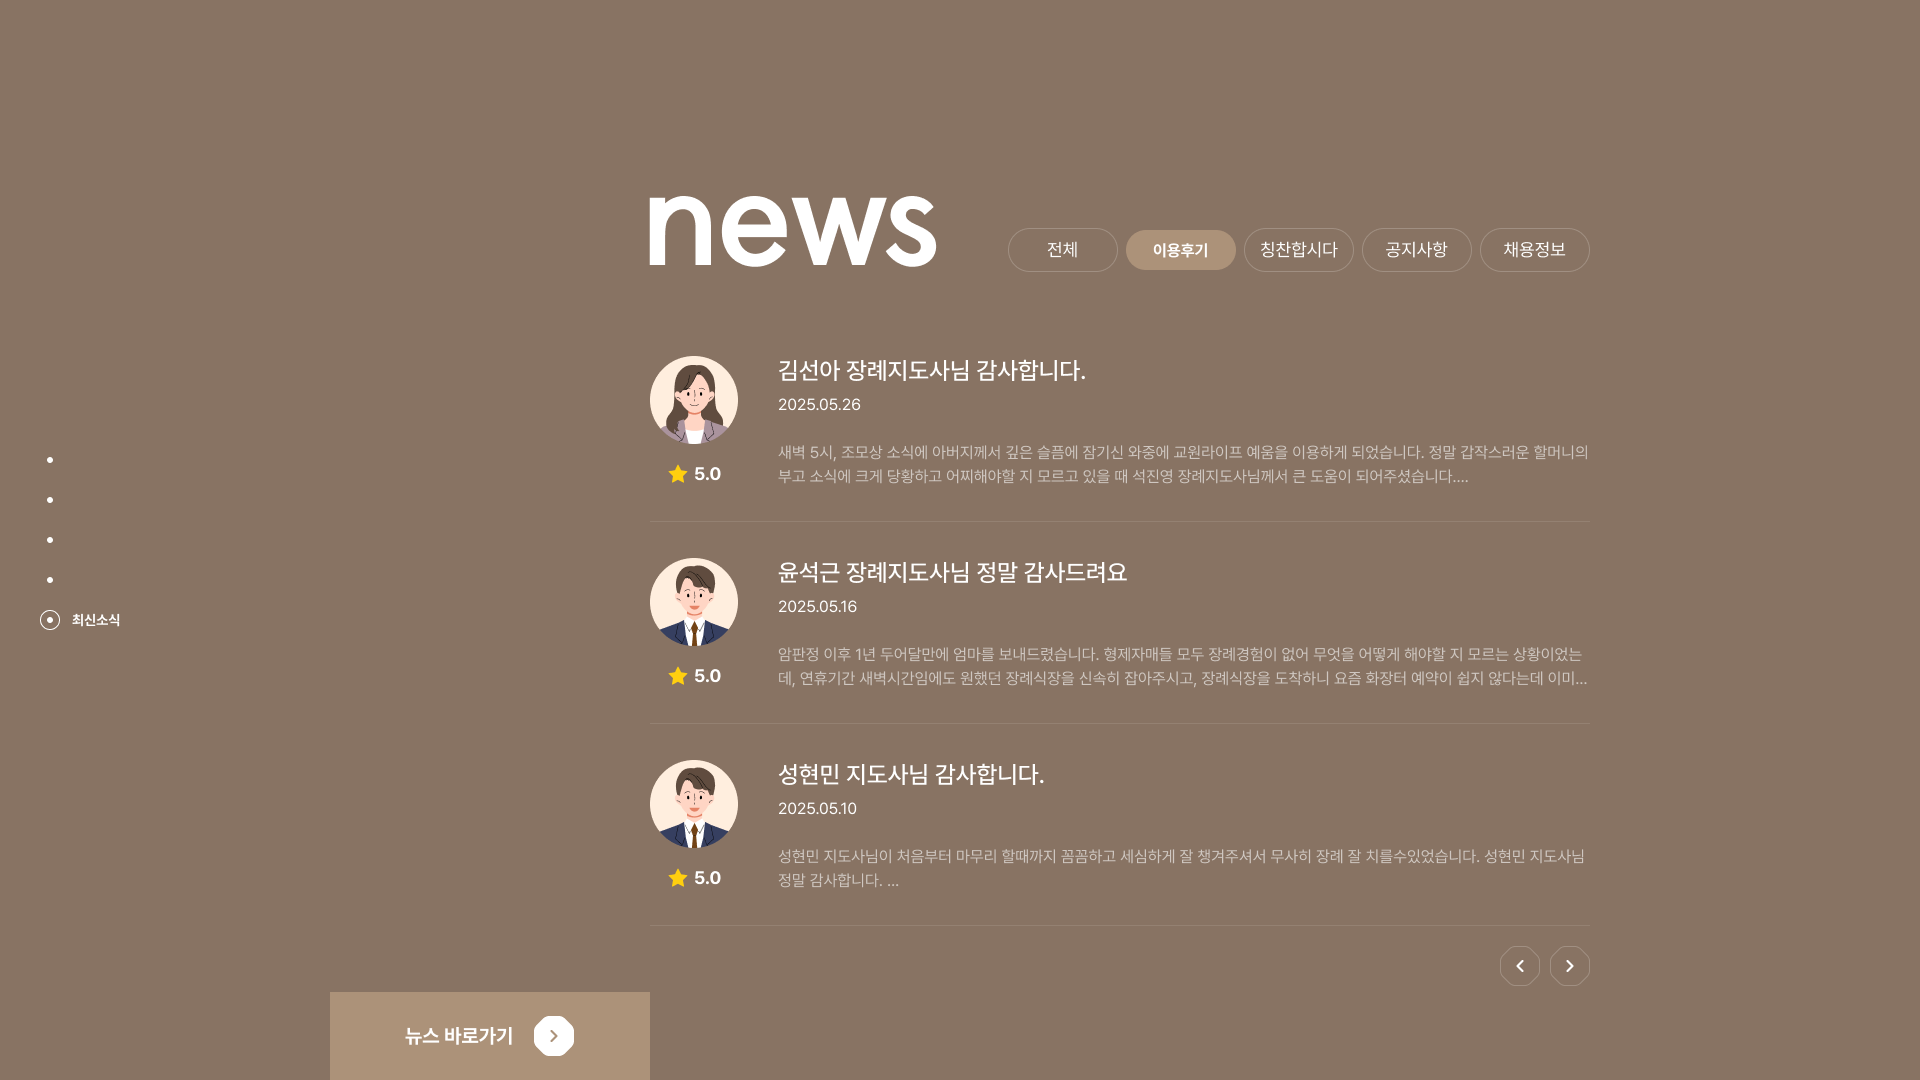 news
전체
이용후기
칭찬합시다
공지사항
채용정보
김선아 장례지도사님 감사합니다.
2025.05.26
새벽 5시, 조모상 소식에 아버지께서 깊은 슬픔에 잠기신 와중에 교원라이프 예움을 이용하게 되었습니다. 정말 갑작스러운 할머니의
부고 소식에 크게 당황하고 어찌해야할 지 모르고 있을 때 석진영 장례지도사님께서 큰 도움이 되어주셨습니다....
5.0
윤석근 장례지도사님 정말 감사드려요
2025.05.16
암판정 이후 1년 두어달만에 엄마를 보내드렸습니다. 형제자매들 모두 장례경험이 없어 무엇을 어떻게 해야할 지 모르는 상황이었는
데, 연휴기간 새벽시간임에도 원했던 장례식장을 신속히 잡아주시고, 장례식장을 도착하니 요즘 화장터 예약이 쉽지 않다는데 이미...
5.0
성현민 지도사님 감사합니다.
2025.05.10
성현민 지도사님이 처음부터 마무리 할때까지 꼼꼼하고 세심하게 잘 챙겨주셔서 무사히 장례 잘 치를수있었습니다. 성현민 지도사님
정말 감사합니다. ...
5.0
최신소식
뉴스 바로가기